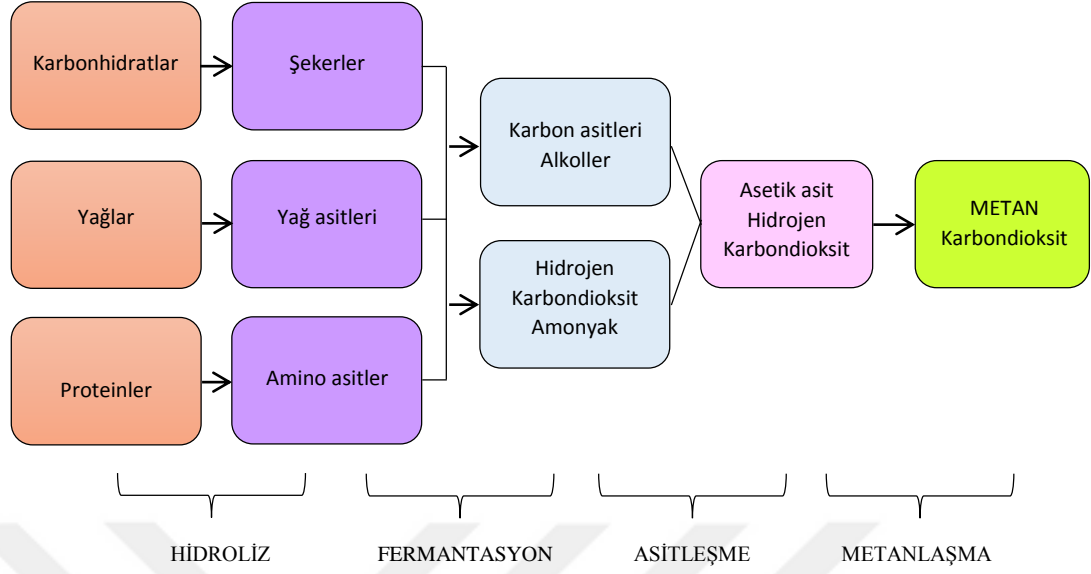 Karbonhidratlar
Şekerler
Karbon asitleri
Alkoller
Yağlar
Yağ asitleri
Asetik asit
Hidrojen
Karbondioksit
METAN
Karbondioksit
Hidrojen
Karbondioksit
Amonyak
Proteinler
Amino asitler
HİDROLİZ
FERMANTASYON
ASİTLEŞME
METANLAŞMA